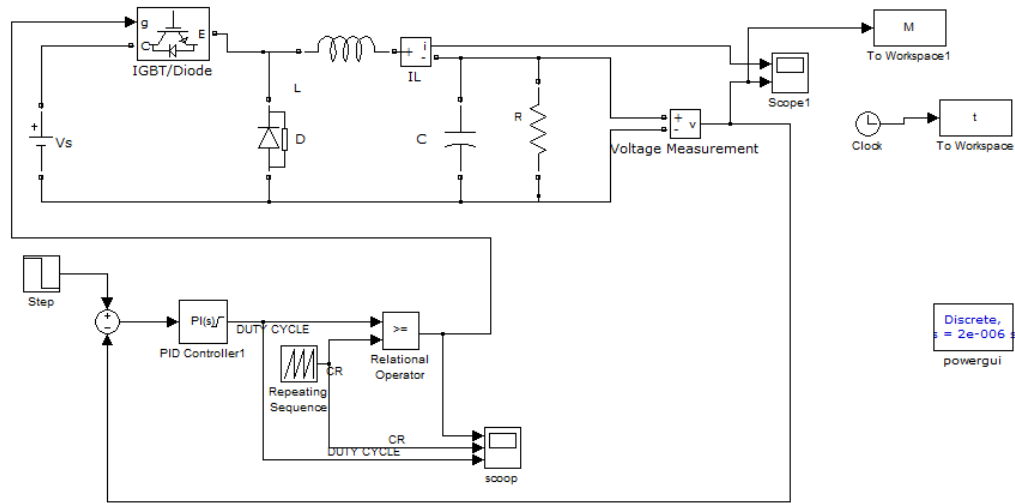 g
C
E
IGBT/Diode
+
Vs
L
D
+
i
-
IL
C
R
+
-
v
Voltage Measurement
Scope1
M
To Workspace1
Clock
t
To Workspace
Step
+
-
PI(s)
PID Controller1
DUTY CYCLE
Repeating
Sequence
CR
>=
Relational
Operator
CR
DUTY CYCLE
scoop
Discrete,
s = 2e-006 s
powergui